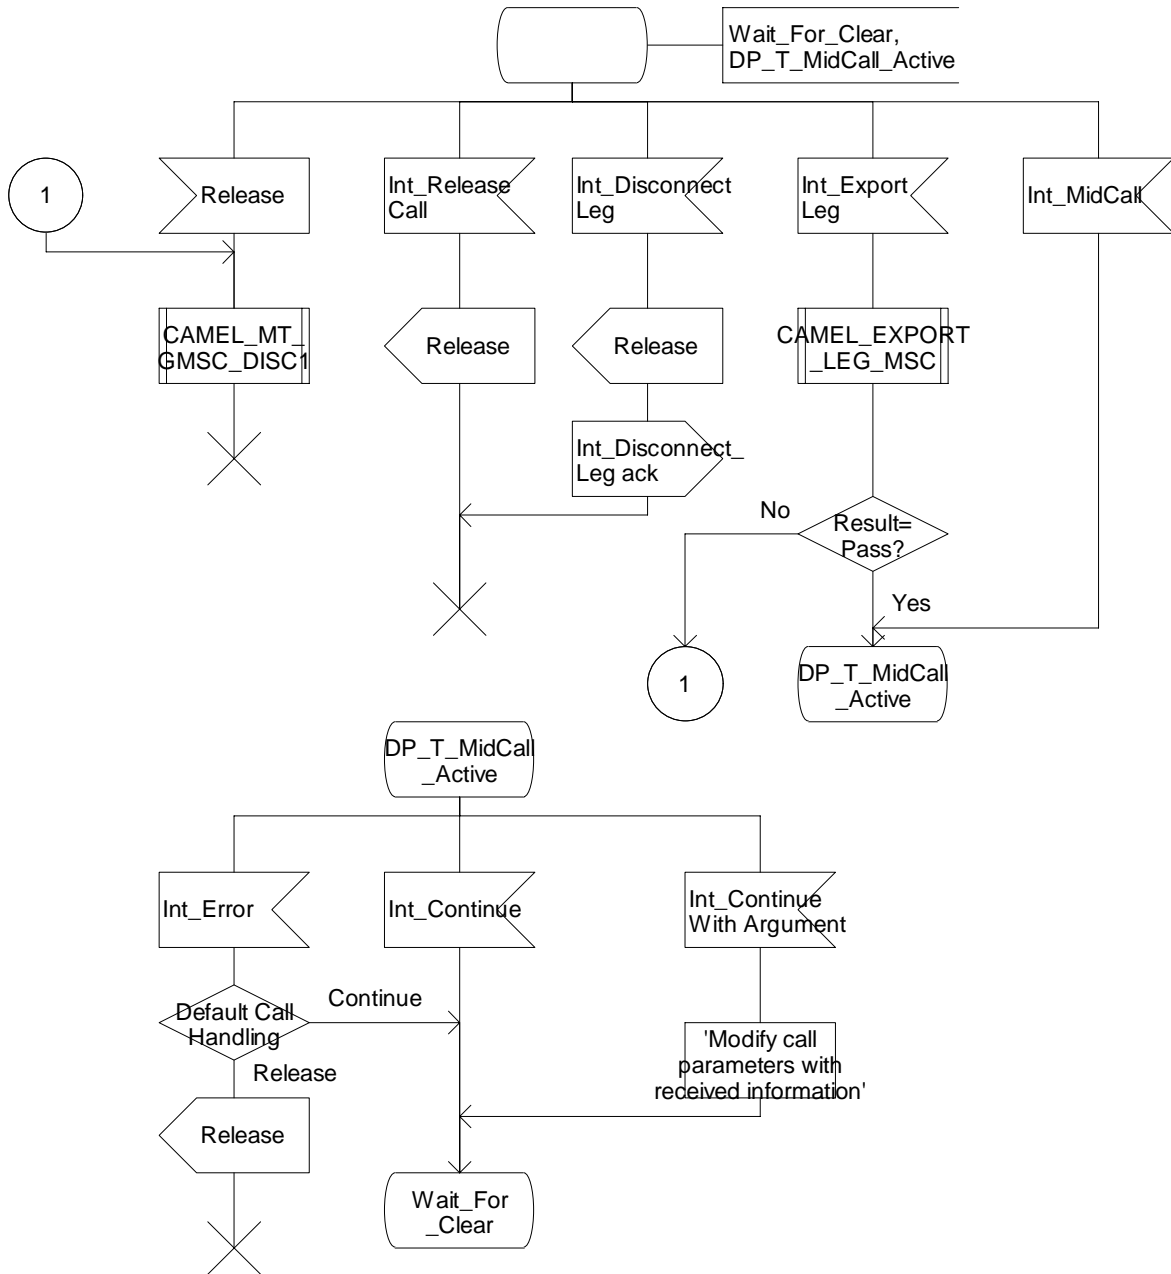 Wait_For_Clear,
DP_T_MidCall_Active
1
Release
Int_Release
Call
Int_Disconnect
Leg
Int_Export
Leg
Int_MidCall
CAMEL_MT_
GMSC_DISC1
Release
Release
CAMEL_EXPORT
_LEG_MSC
Int_Disconnect_
Leg ack
No
Result=
Pass?
Yes
1
DP_T_MidCall
_Active
DP_T_MidCall
_Active
Int_Error
Int_Continue
Int_Continue
With Argument
Default Call
Handling
Continue
Release
'Modify call
parameters with
received information'
Release
Wait_For
_Clear